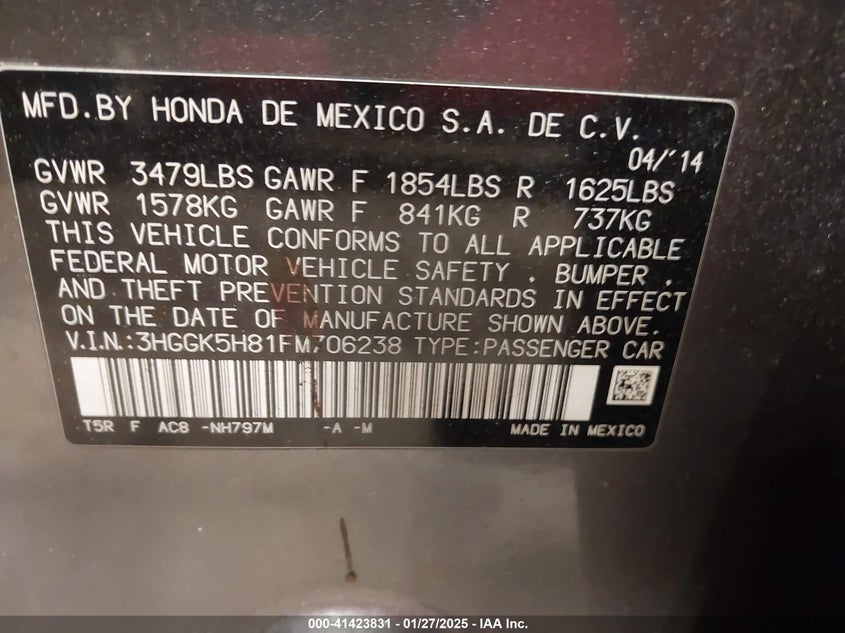 MFD.BY HONDA DE MEXICO S.A. DE C.V.
04/'14
GVWR 3479LBS GAWR F 1854LBS R 1625LBS
GVWR 1578KG GAWR F 841KG R 737KG
THIS VEHICLE CONFORMS TO ALL APPLICABLE
FEDERAL MOTOR VEHICLE SAFETY , BUMPER ,
AND THEFT PREVENTION STANDARDS IN EFFECT
ON THE DATE OF MANUFACTURE SHOWN ABOVE.
V.I.N.:3HGGK5H81FM706238 TYPE:PASSENGER CAR
T5R F AC8 -NH797M -A -M MADE IN MEXICO
000-41423831 - 01/27/2025 - IAA Inc.